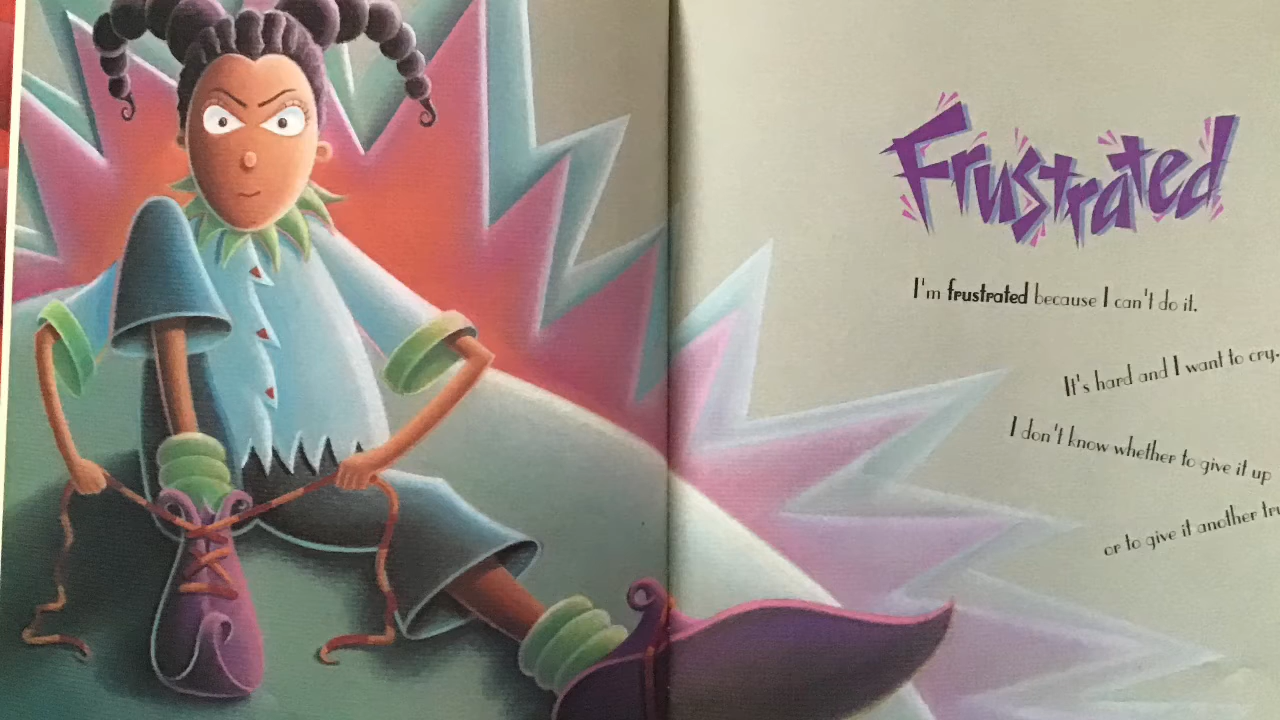 Frustrated
I'm frustrated because I can't do it.
It's hard and I want to cry.
I don't know whether to give it up
or to give it another